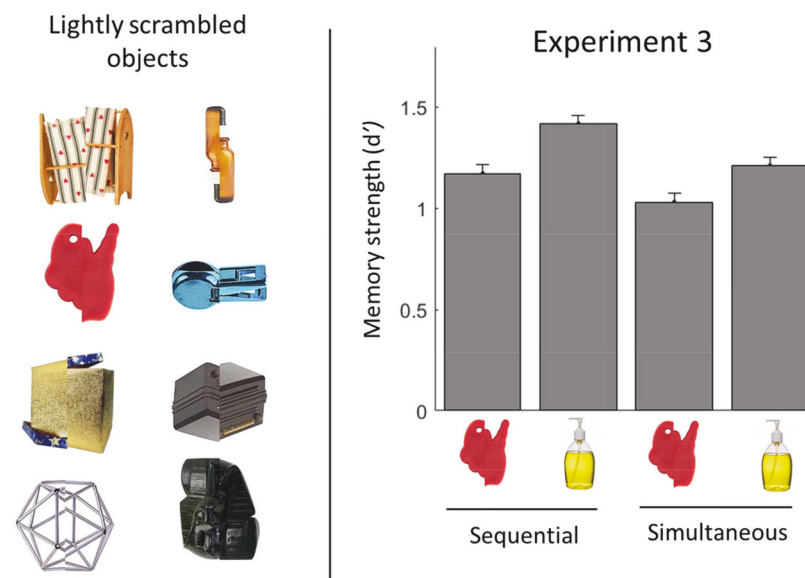 Lightly scrambled
objects
Experiment 3
Memory strength (d′)
1.5
1
0.5
0
Sequential
Simultaneous